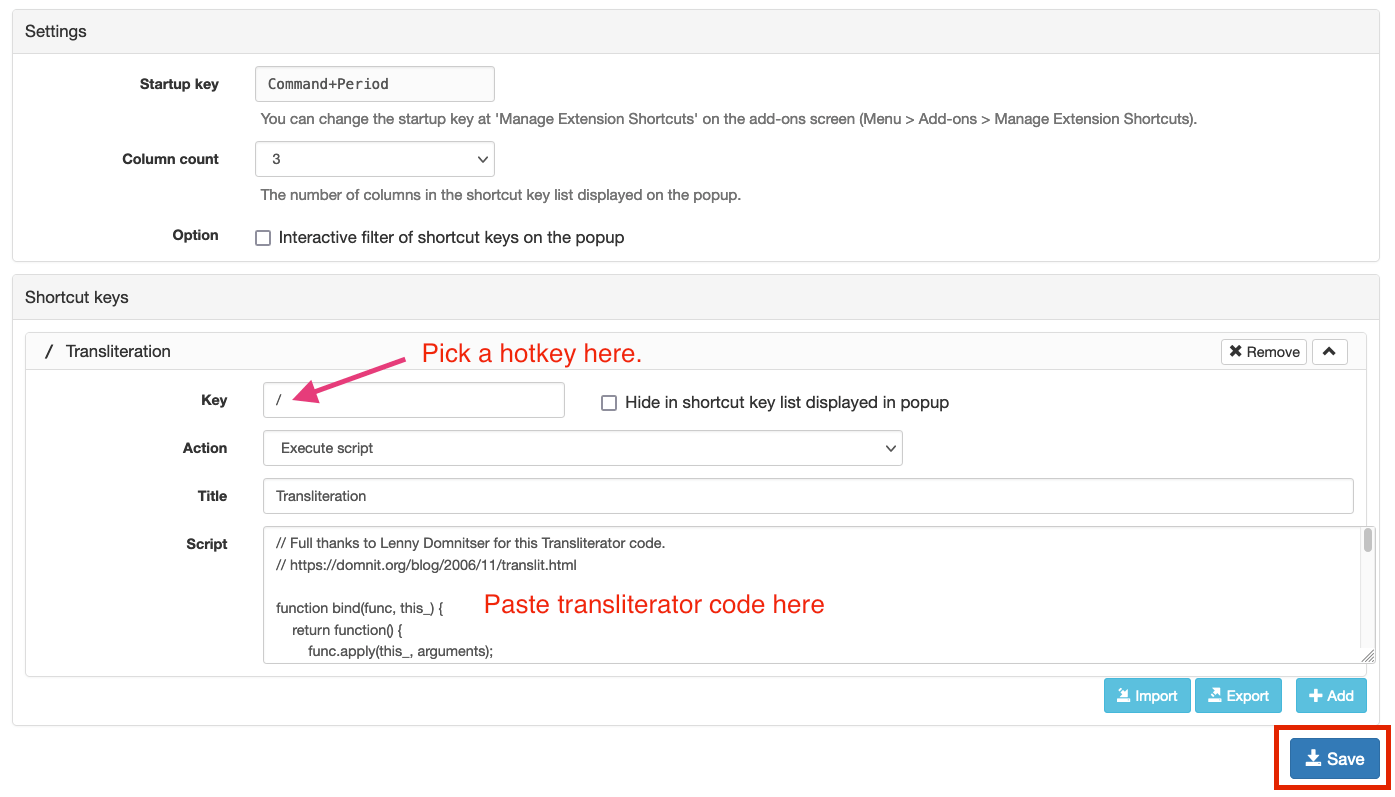 Settings
Startup key
Command+Period
You can change the startup key at 'Manage Extension Shortcuts' on the add-ons screen (Menu > Add-ons > Manage Extension Shortcuts).
Column count
3
The number of columns in the shortcut key list displayed on the popup.
Option
Interactive filter of shortcut keys on the popup
Shortcut keys
/ Transliteration
Pick a hotkey here.
Remove
Key
/
Hide in shortcut key list displayed in popup
Action
Execute script
Title
Transliteration
Script
// Full thanks to Lenny Domnitser for this Transliterator code.
// https://domnit.org/blog/2006/11/translit.html
function bind(func, this_) {
Paste transliterator code here
return function() {
func.apply(this_, arguments);
Import
Export
Add
Save